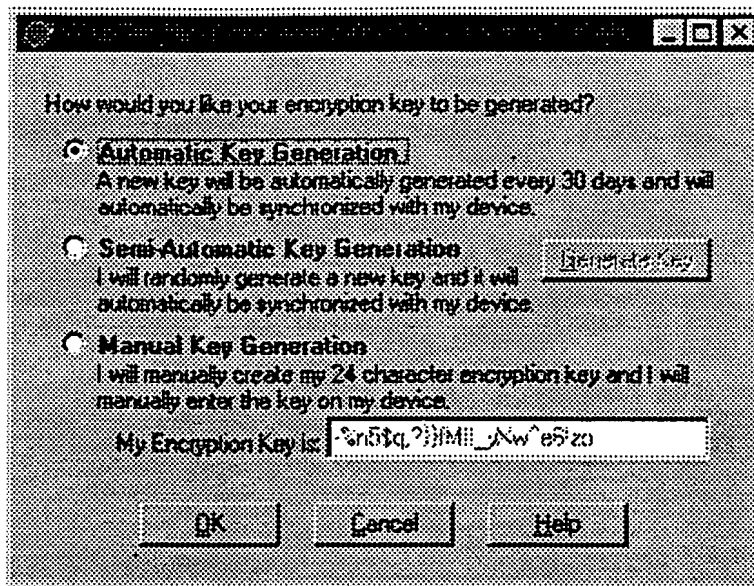 How would you like your encryption key to be generated?
Automatic Key Generation
A new key will be automatically generated every 30 days and will
automatically be synchronized with my device.
Semi-Automatic Key Generation
Generate Key
I will randomly generate a new key and it will
automatically be synchronized with my device.
Manual Key Generation
I will manually create my 24 character encryption key and I will
manually enter the key on my device.
My Encryption Key is:
OK Cancel Help